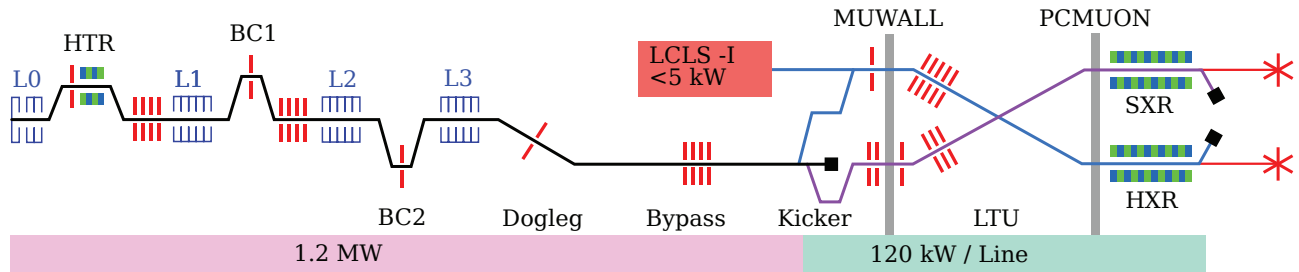 MUWALL
PCMUON
HTR
BC1
LCLS -I
<5 kW
L0
L1
L2
L3
SXR
HXR
BC2
Dogleg
Bypass
Kicker
LTU
1.2 MW
120 kW / Line